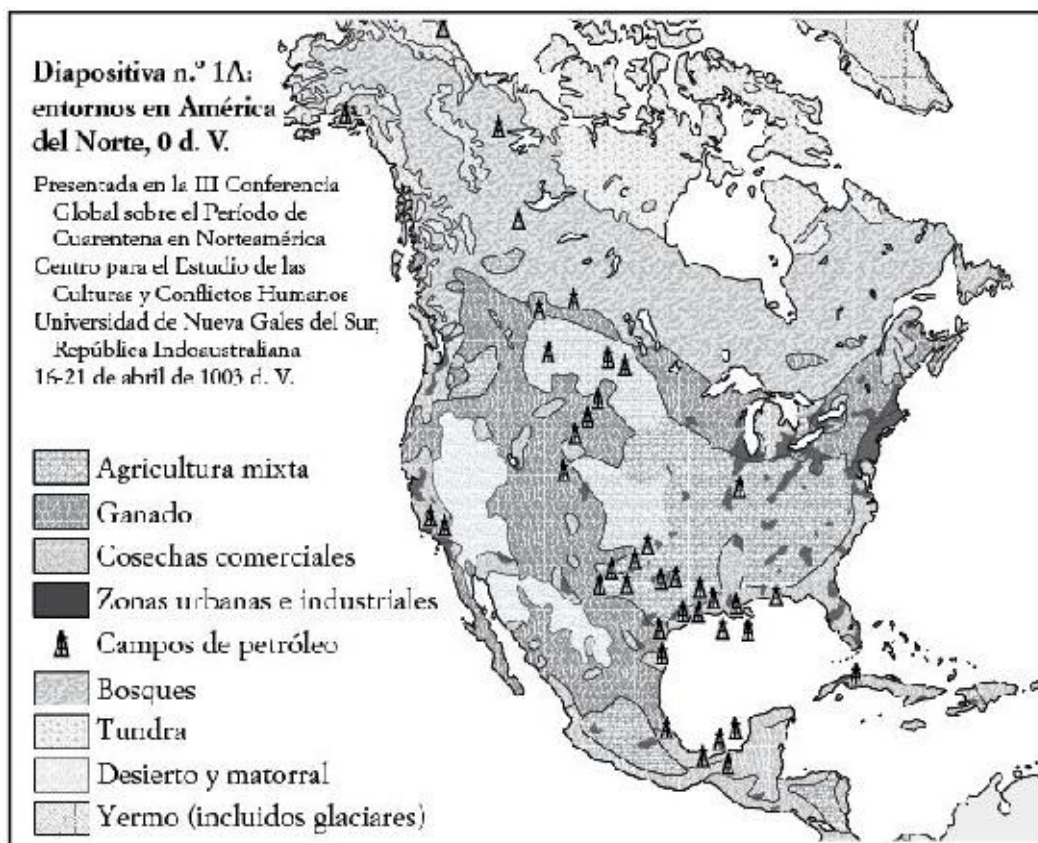 Diapositiva n.º 1A:
entornos en América
del Norte, 0 d. V.
Presentada en la III Conferencia
Global sobre el Período de
Cuarentena en Norteamérica
Centro para el Estudio de las
Culturas y Conflictos Humanos
Universidad de Nueva Gales del Sur,
República Indoaustraliana
16-21 de abril de 1003 d. V.
Agricultura mixta
Ganado
Cosechas comerciales
Zonas urbanas e industriales
Campos de petróleo
Bosques
Tundra
Desierto y matorral
Yermo (incluidos glaciares)